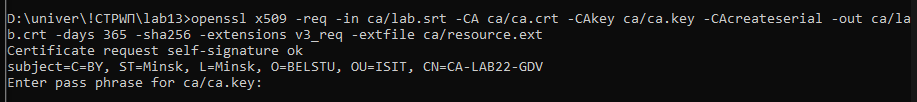 D:\univer\!СТРWП\lab13>openssl x509 -req -in ca/lab.srt -CA ca/ca.crt -CAkey ca/ca.key -CAcreateserial -out ca/la
b.crt -days 365 -sha256 -extensions v3_req -extfile ca/resource.ext
Certificate request self-signature ok
subject=C=BY, ST=Minsk, L=Minsk, O=BELSTU, OU=ISIT, CN=CA-LAB22-GDV
Enter pass phrase for ca/ca.key: